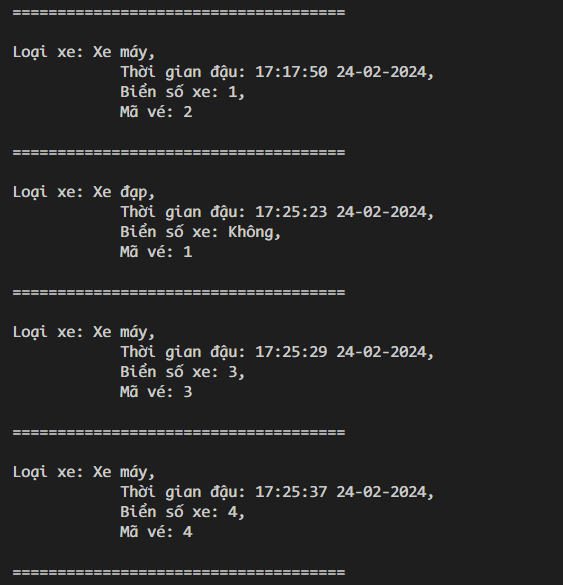 =====================================
Loại xe: Xe máy,
Thời gian đậu: 17:17:50 24-02-2024,
Biển số xe: 1,
Mã vé: 2
=====================================
Loại xe: Xe đạp,
Thời gian đậu: 17:25:23 24-02-2024,
Biển số xe: Không,
Mã vé: 1
=====================================
Loại xe: Xe máy,
Thời gian đậu: 17:25:29 24-02-2024,
Biển số xe: 3,
Mã vé: 3
=====================================
Loại xe: Xe máy,
Thời gian đậu: 17:25:37 24-02-2024,
Biển số xe: 4,
Mã vé: 4
=====================================